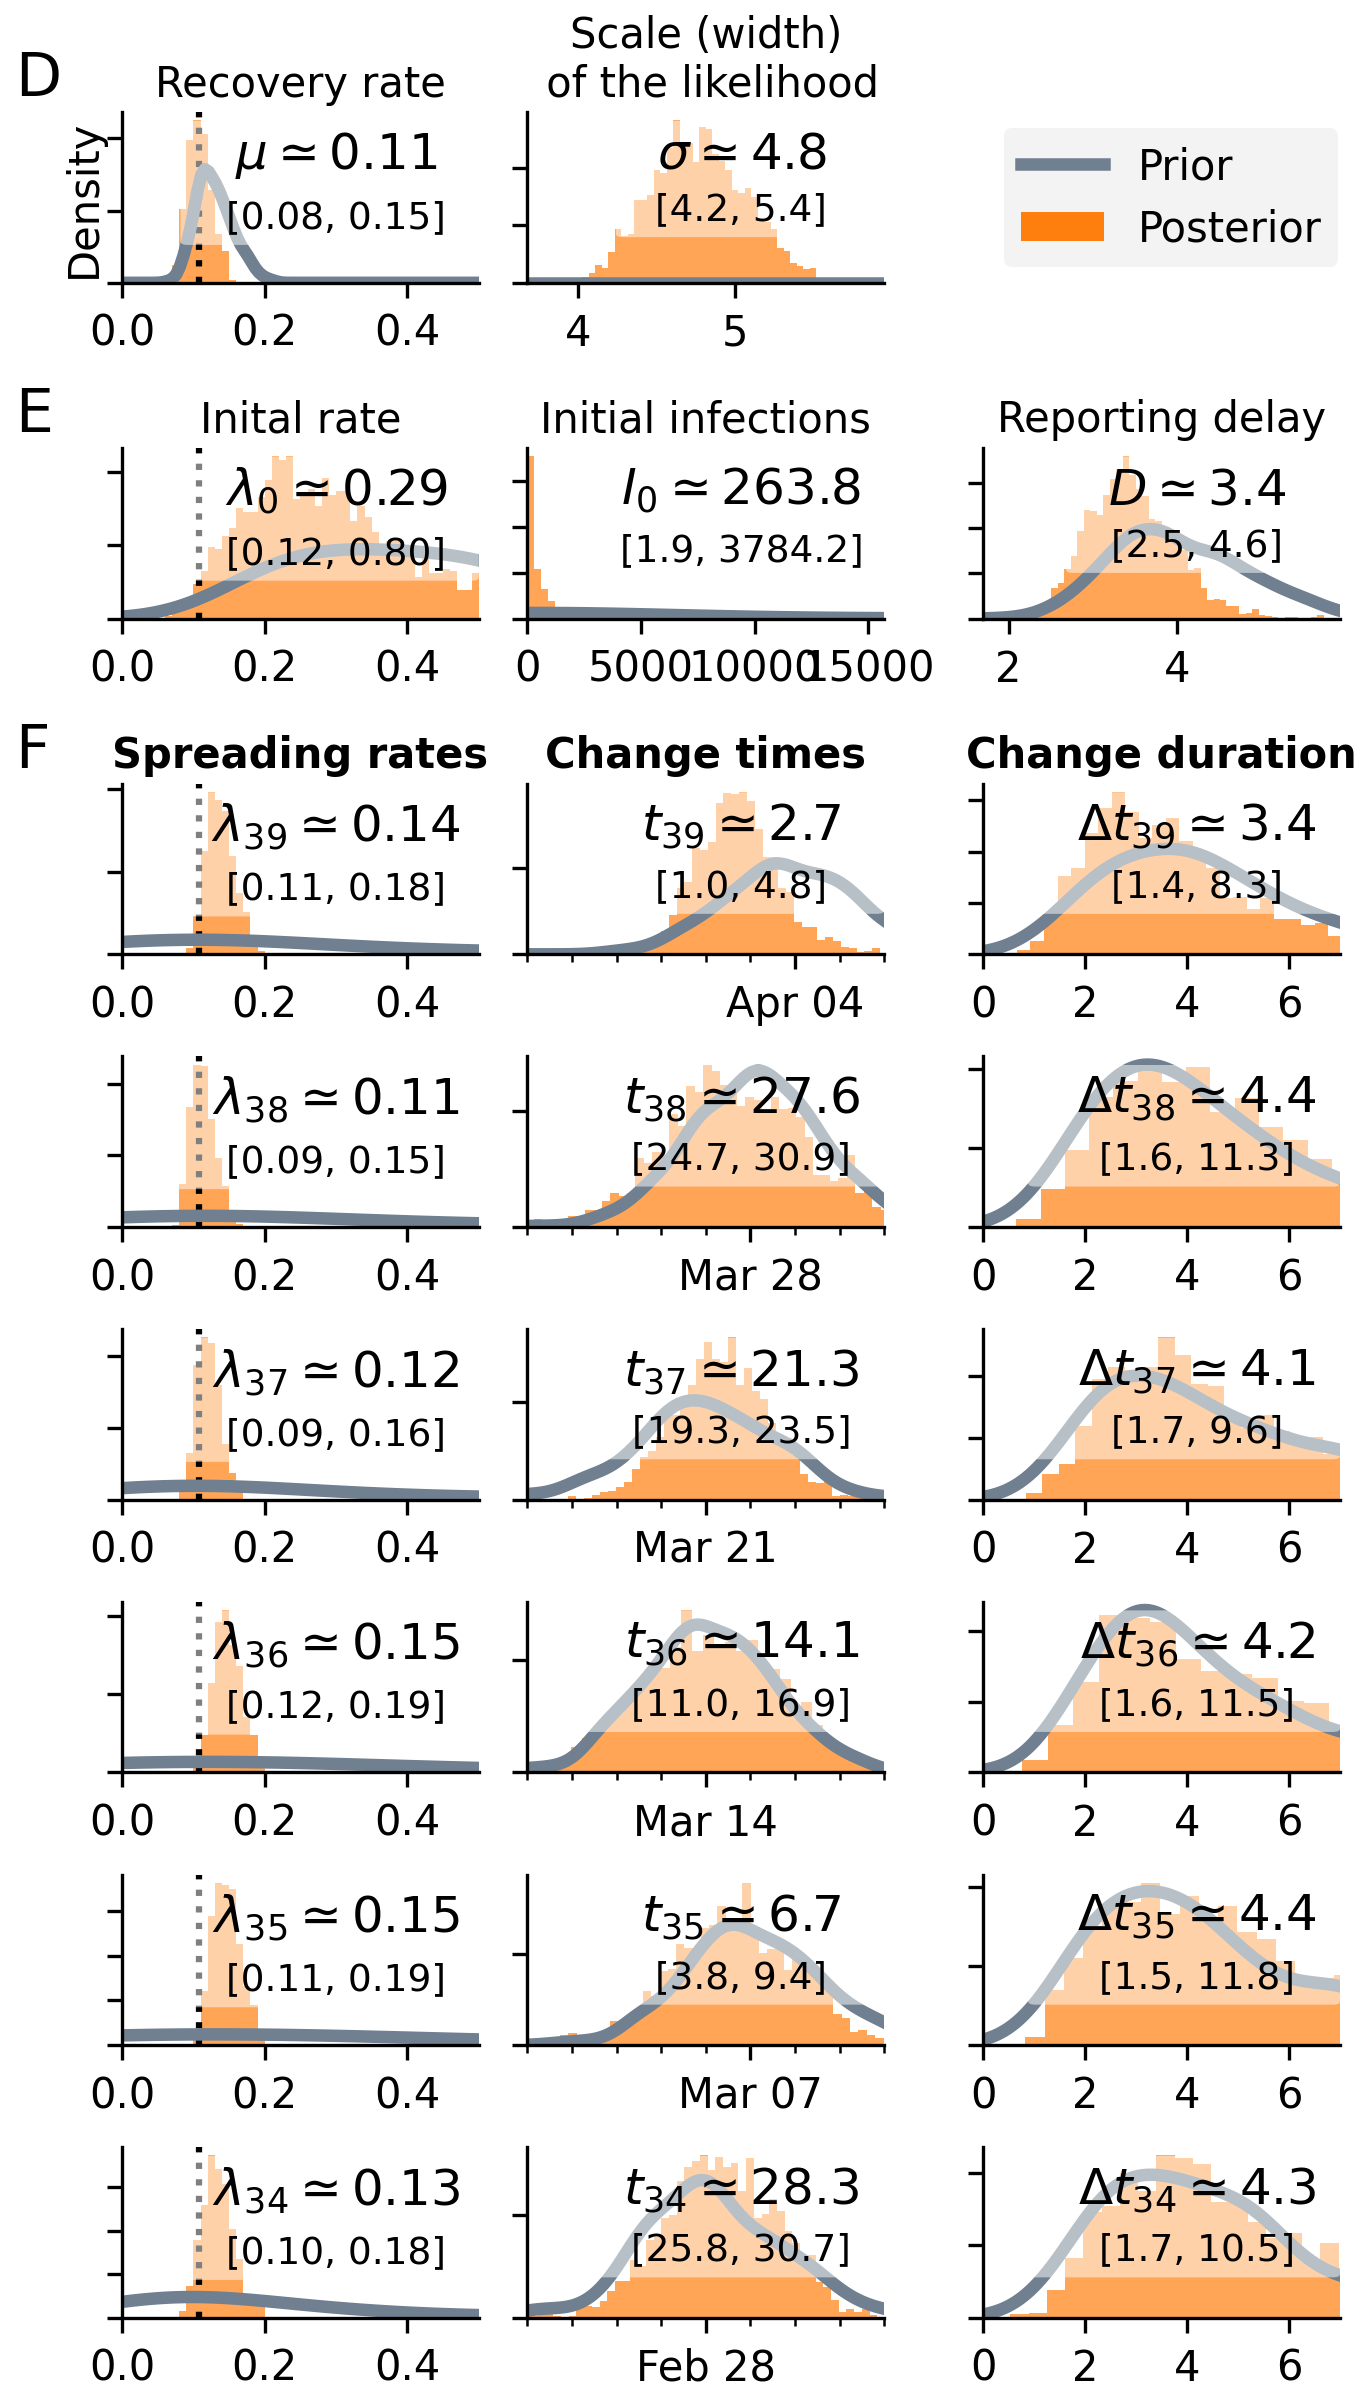 D
Recovery rate
Scale (width)
of the likelihood
Density
μ ≃ 0.11
[0.08, 0.15]
0.0 0.2 0.4
σ ≃ 4.8
[4.2, 5.4]
4 5
Prior
Posterior
E
Inital rate
λ0 ≃ 0.29
[0.12, 0.80]
0.0 0.2 0.4
Initial infections
I0 ≃ 263.8
[1.9, 3784.2]
0 5000 10000 15000
Reporting delay
D ≃ 3.4
[2.5, 4.6]
2 4
F
Spreading rates
Change times
Change duration
λ39 ≃ 0.14
[0.11, 0.18]
0.0 0.2 0.4
t39 ≃ 2.7
[1.0, 4.8]
Apr 04
Δt39 ≃ 3.4
[1.4, 8.3]
0 2 4 6
λ38 ≃ 0.11
[0.09, 0.15]
0.0 0.2 0.4
t38 ≃ 27.6
[24.7, 30.9]
Mar 28
Δt38 ≃ 4.4
[1.6, 11.3]
0 2 4 6
λ37 ≃ 0.12
[0.09, 0.16]
0.0 0.2 0.4
t37 ≃ 21.3
[19.3, 23.5]
Mar 21
Δt37 ≃ 4.1
[1.7, 9.6]
0 2 4 6
λ36 ≃ 0.15
[0.12, 0.19]
0.0 0.2 0.4
t36 ≃ 14.1
[11.0, 16.9]
Mar 14
Δt36 ≃ 4.2
[1.6, 11.5]
0 2 4 6
λ35 ≃ 0.15
[0.11, 0.19]
0.0 0.2 0.4
t35 ≃ 6.7
[3.8, 9.4]
Mar 07
Δt35 ≃ 4.4
[1.5, 11.8]
0 2 4 6
λ34 ≃ 0.13
[0.10, 0.18]
0.0 0.2 0.4
t34 ≃ 28.3
[25.8, 30.7]
Feb 28
Δt34 ≃ 4.3
[1.7, 10.5]
0 2 4 6